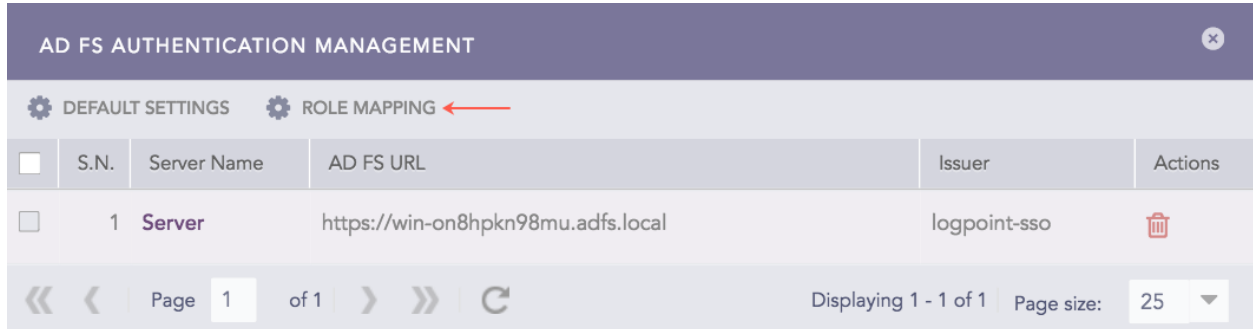 AD FS AUTHENTICATION MANAGEMENT
DEFAULT SETTINGS ROLE MAPPING
S.N. Server Name AD FS URL Issuer Actions
1 Server https://win-on8hpkn98mu.adfs.local logpoint-sso
Page 1 of 1 Displaying 1 - 1 of 1 Page size: 25